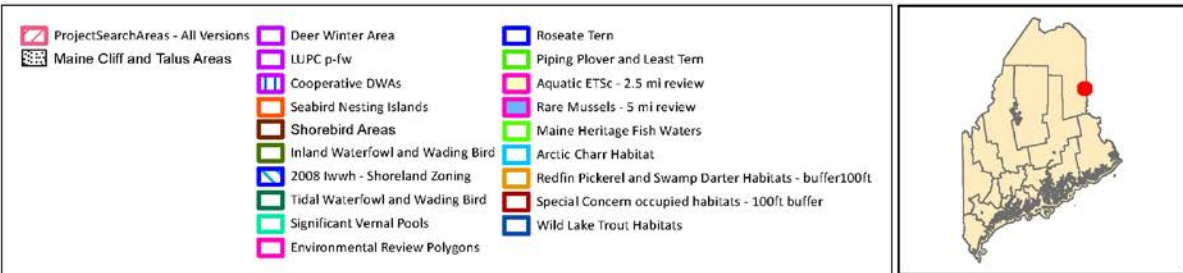 ProjectSearchAreas - All Versions
Maine Cliff and Talus Areas
Deer Winter Area
LUPC p-fw
Cooperative DWAs
Seabird Nesting Islands
Shorebird Areas
Inland Waterfowl and Wading Bird
2008 Iwwh - Shoreland Zoning
Tidal Waterfowl and Wading Bird
Significant Vernal Pools
Environmental Review Polygons
Roseate Tern
Piping Plover and Least Tern
Aquatic ETSc - 2.5 mi review
Rare Mussels - 5 mi review
Maine Heritage Fish Waters
Arctic Charr Habitat
Redfin Pickerel and Swamp Darter Habitats - buffer100ft
Special Concern occupied habitats - 100ft buffer
Wild Lake Trout Habitats